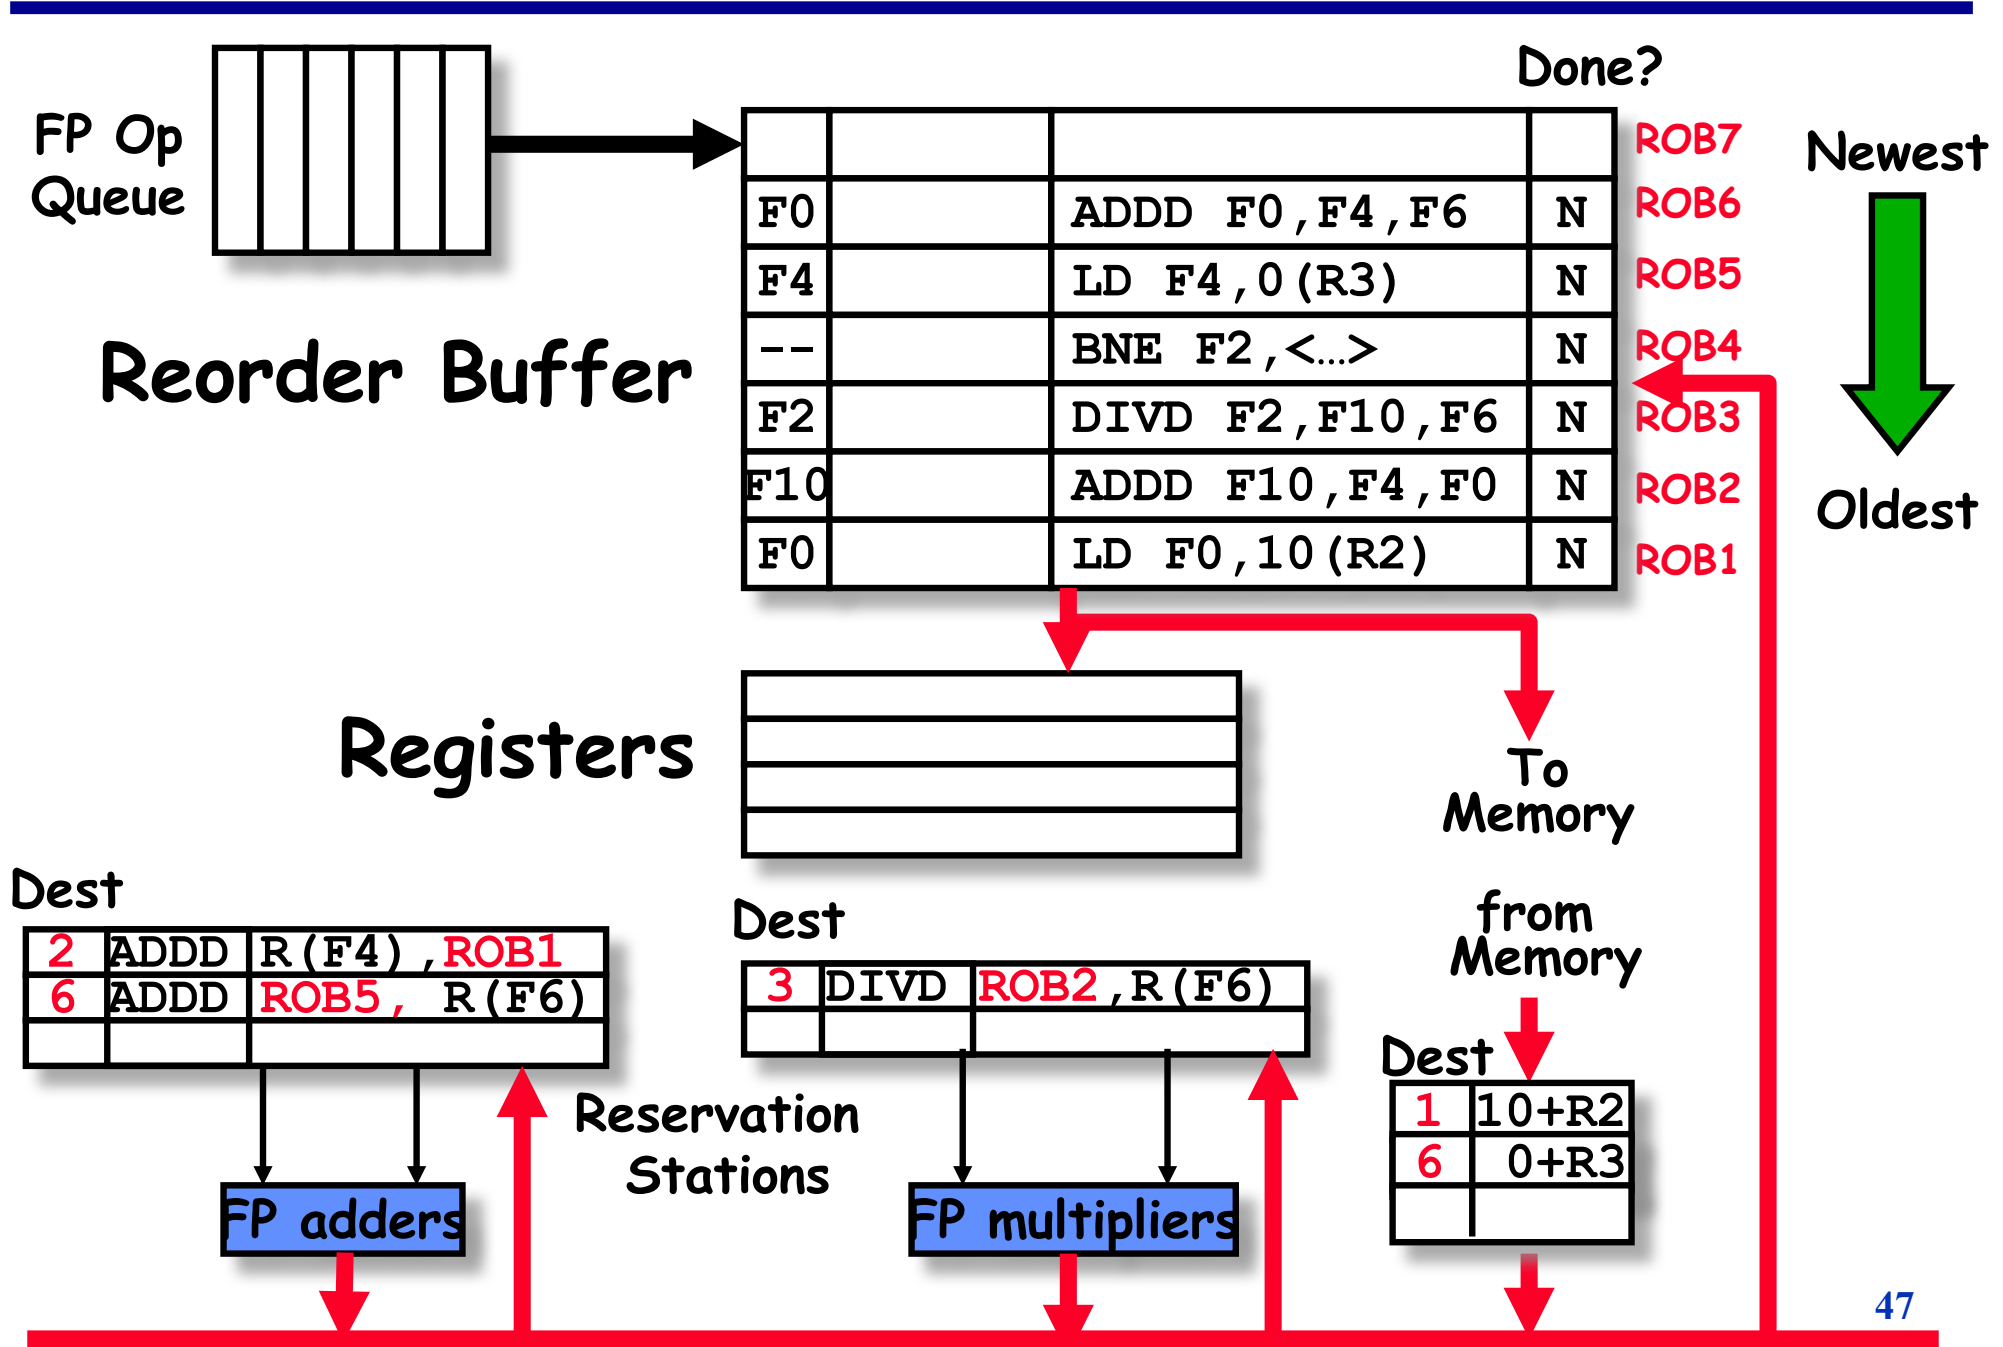 Done?
FP Op
Queue
ROB7
F0 ADDD F0,F4,F6 N ROB6
F4 LD F4,0(R3) N ROB5
-- BNE F2,<…> N ROB4
F2 DIVD F2,F10,F6 N ROB3
F10 ADDD F10,F4,F0 N ROB2
F0 LD F0,10(R2) N ROB1
Newest
Oldest
Reorder Buffer
Registers
To
Memory
from
Memory
Dest
2 ADDD R(F4),ROB1
6 ADDD ROB5, R(F6)
Dest
3 DIVD ROB2,R(F6)
Dest
1 10+R2
6 0+R3
Reservation
Stations
FP adders
FP multipliers
47